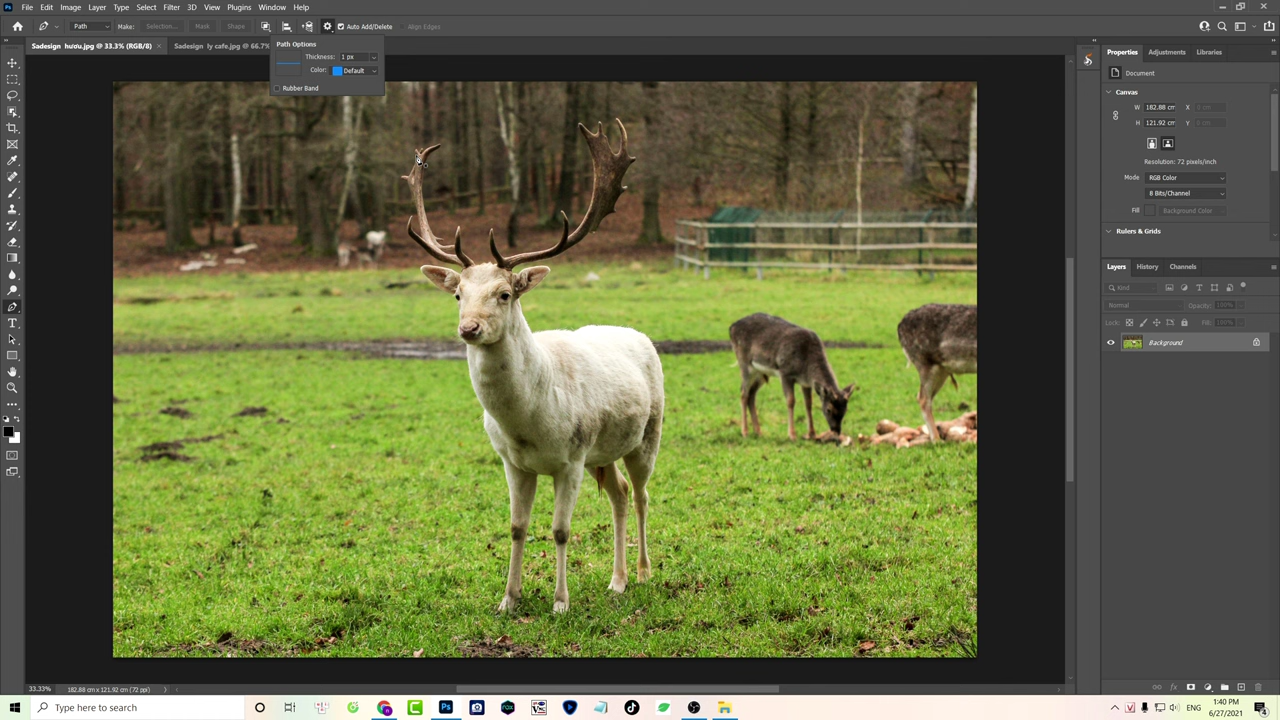 Ps File Edit Image Layer Type Select Filter 3D View Plugins Window Help
Path Make: Selection... Mask Shape Auto Add/Delete Align Edges
Sadesign hươu.jpg @ 33.3% (RGB/8) × Sadesign ly cafe.jpg @ 66.7%
Path Options
Thickness: 1 px
Color: Default
Rubber Band
Properties Adjustments Libraries
Document
Canvas
W 182.88 cm X 0 cm
H 121.92 cm Y 0 cm
Resolution: 72 pixels/inch
Mode RGB Color
8 Bits/Channel
Fill Background Color
Rulers & Grids
Layers History Channels
Kind
Normal Opacity: 100%
Lock: Fill: 100%
Background
33.33% 182.88 cm x 121.92 cm (72 ppi)
Type here to search
ENG
1:40 PM
6/27/2021
4